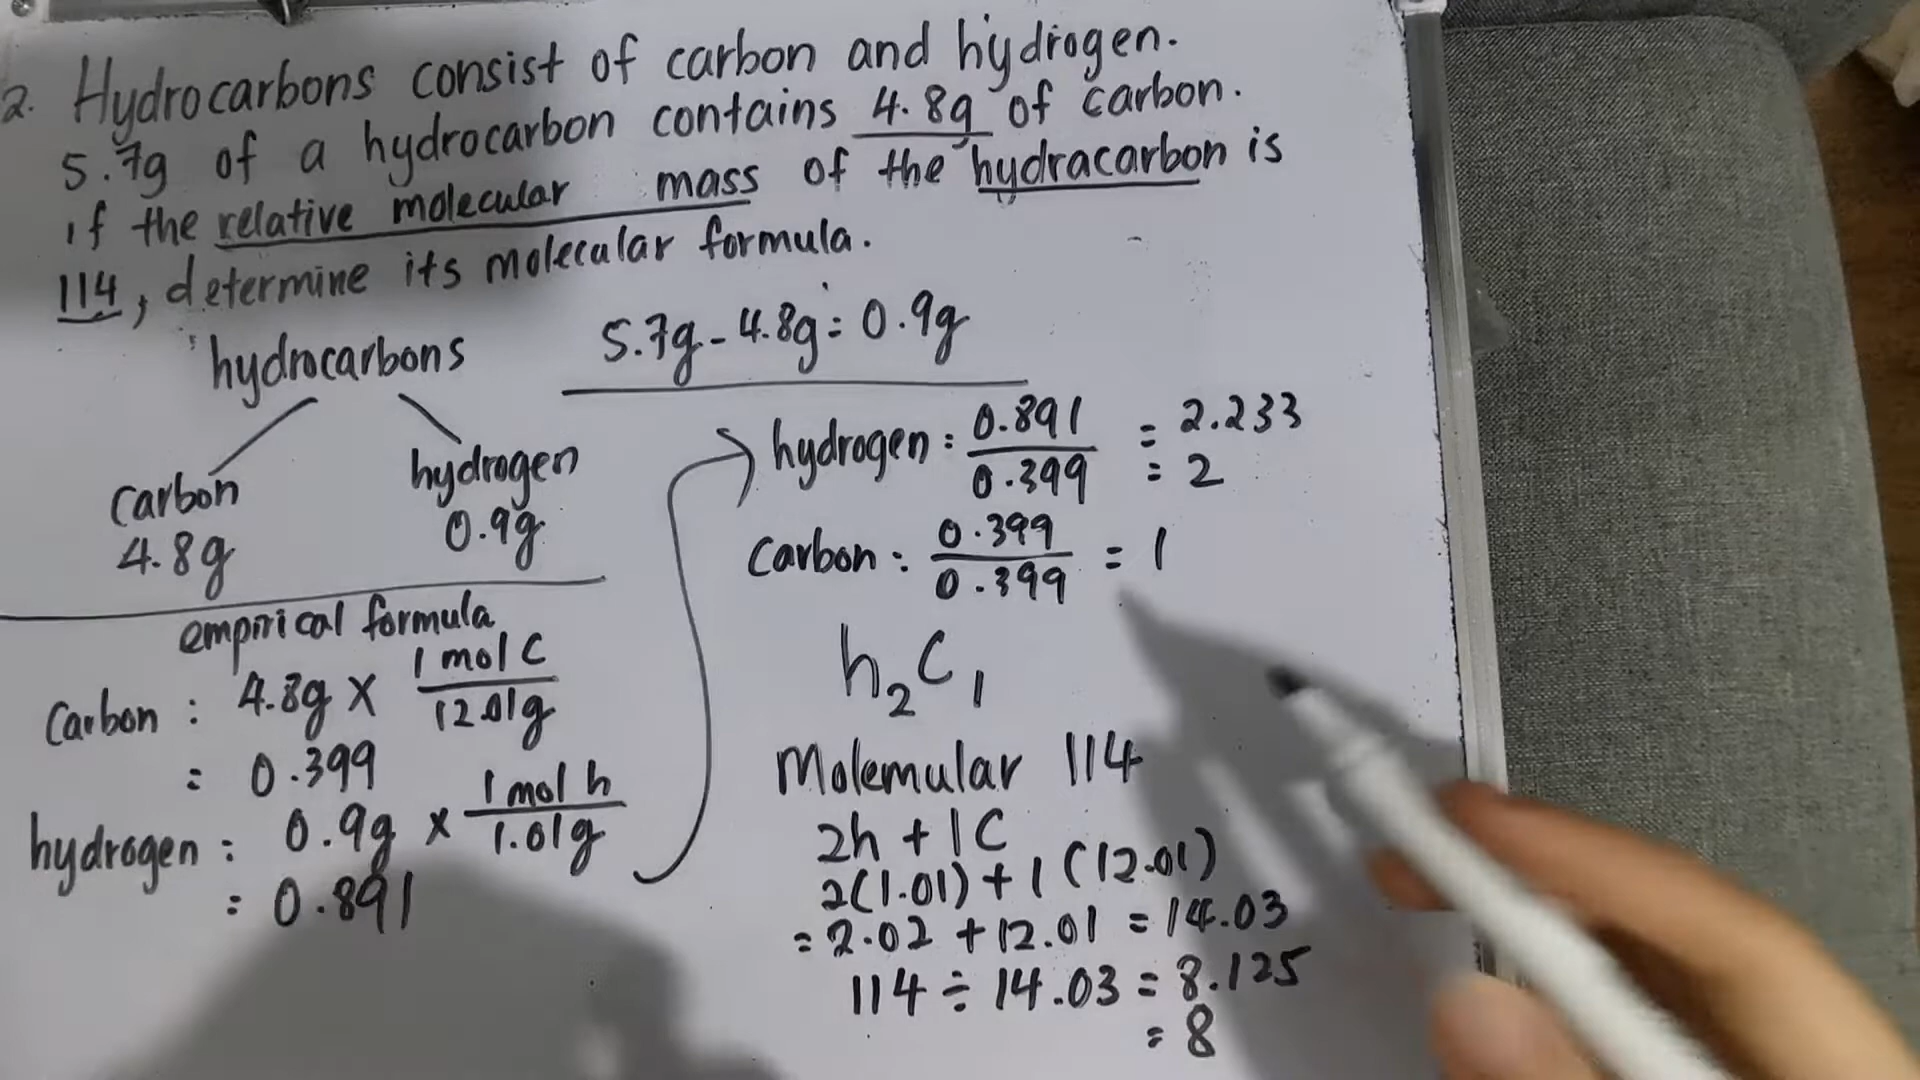 2. Hydrocarbons consist of carbon and hydrogen.
5.7g of a hydrocarbon contains 4.8g of carbon.
if the relative molecular mass of the hydracarbon is
114, determine its molecular formula.
hydrocarbons
5.7g - 4.8g = 0.9g
carbon
4.8g
hydrogen
0.9g
empirical formula
Carbon : 4.8g x 1 mol C / 12.01g
= 0.399
hydrogen : 0.9g x 1 mol h / 1.01g
= 0.891
hydrogen = 0.891 / 0.399 = 2.233
= 2
Carbon : 0.399 / 0.399 = 1
h₂C₁
Molemular 114
2h + 1C
2(1.01) + 1(12.01)
= 2.02 + 12.01 = 14.03
114 ÷ 14.03 = 8.125
= 8